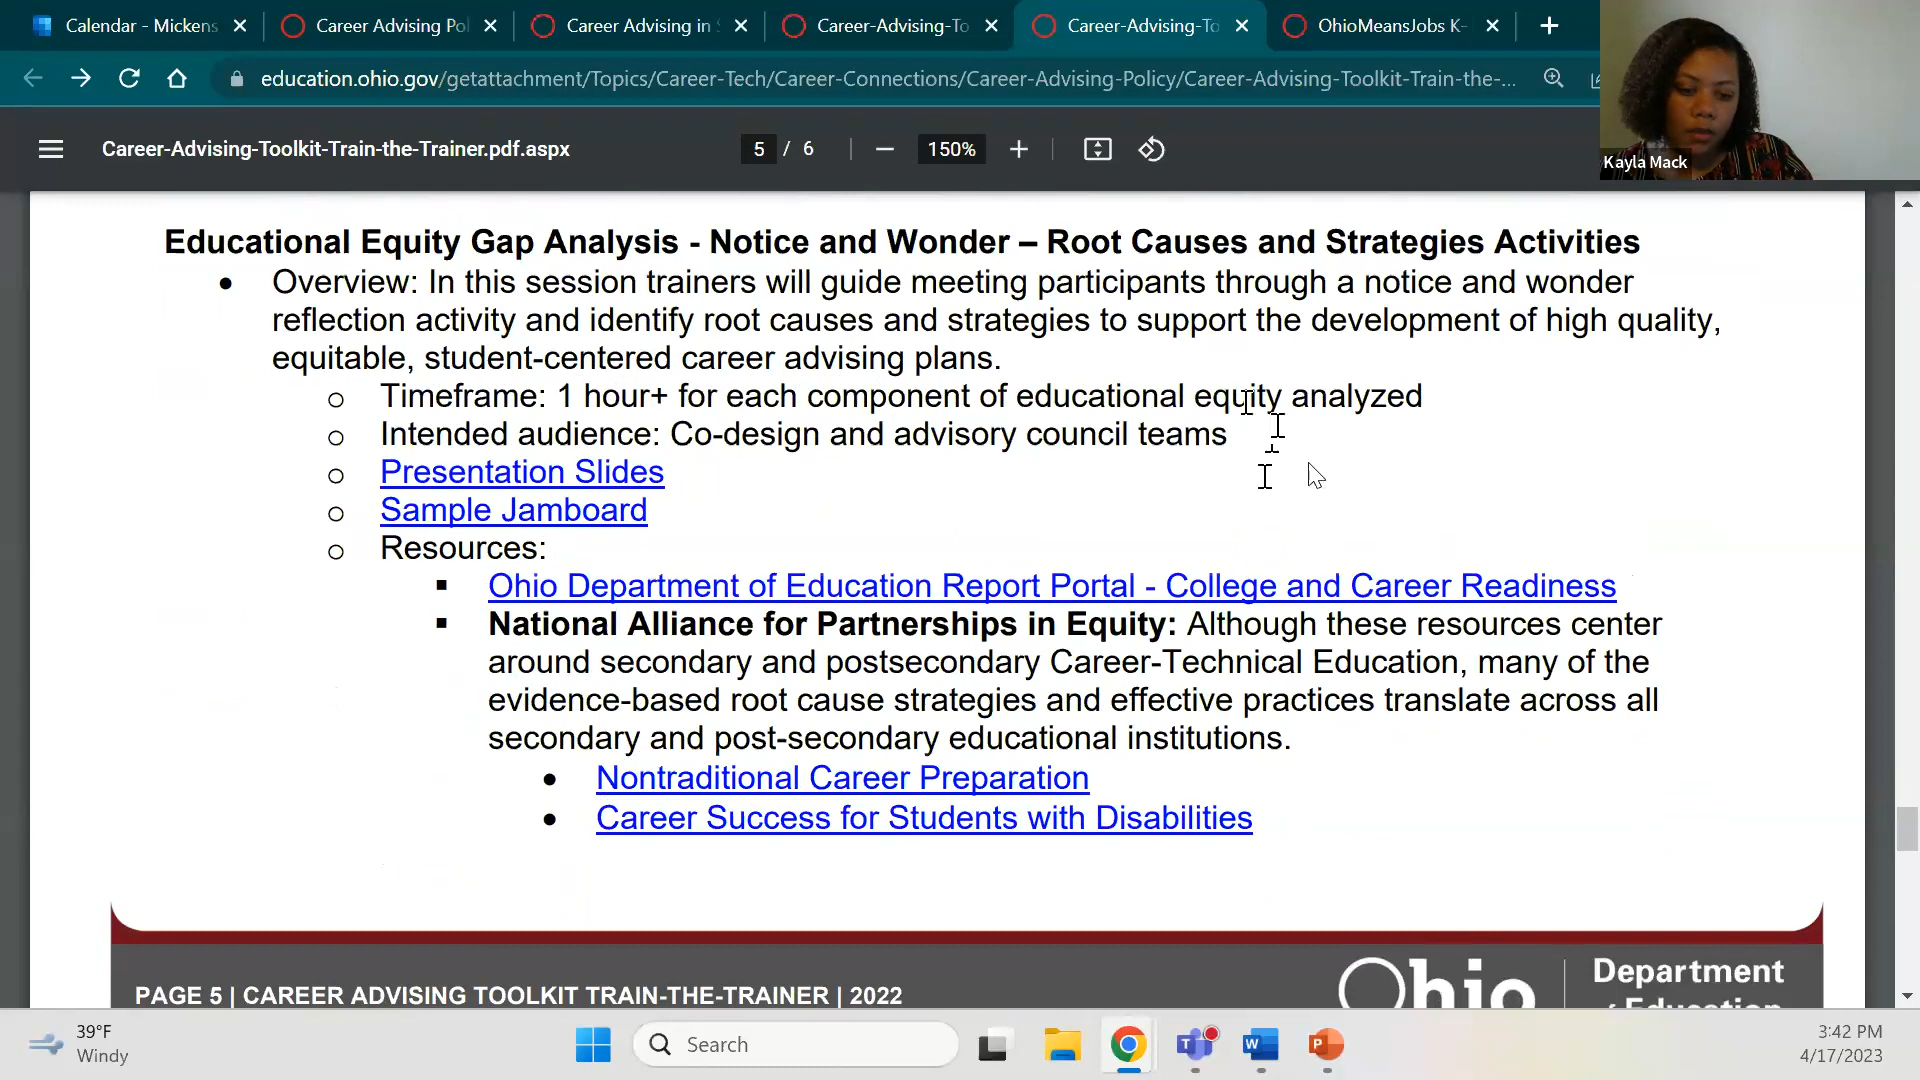 Calendar - Mickens
Career Advising Pol
Career Advising in S
Career-Advising-To
Career-Advising-To
OhioMeansJobs K-
education.ohio.gov/getattachment/Topics/Career-Tech/Career-Connections/Career-Advising-Policy/Career-Advising-Toolkit-Train-the-...
Career-Advising-Toolkit-Train-the-Trainer.pdf.aspx
5 / 6
150%
Kayla Mack
Educational Equity Gap Analysis - Notice and Wonder – Root Causes and Strategies Activities
Overview: In this session trainers will guide meeting participants through a notice and wonder
reflection activity and identify root causes and strategies to support the development of high quality,
equitable, student-centered career advising plans.
Timeframe: 1 hour+ for each component of educational equity analyzed
Intended audience: Co-design and advisory council teams
Presentation Slides
Sample Jamboard
Resources:
Ohio Department of Education Report Portal - College and Career Readiness
National Alliance for Partnerships in Equity: Although these resources center
around secondary and postsecondary Career-Technical Education, many of the
evidence-based root cause strategies and effective practices translate across all
secondary and post-secondary educational institutions.
Nontraditional Career Preparation
Career Success for Students with Disabilities
PAGE 5 | CAREER ADVISING TOOLKIT TRAIN-THE-TRAINER | 2022
Ohio
Department
of Education
39°F
Windy
Search
3:42 PM
4/17/2023